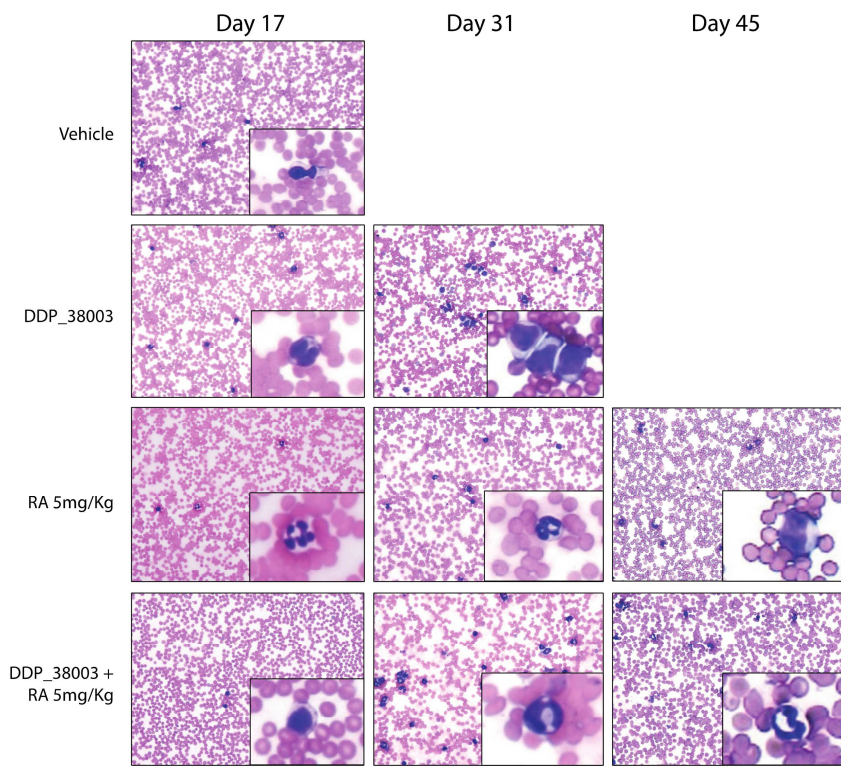 Day 17
Day 31
Day 45
Vehicle
DDP_38003
RA 5mg/Kg
DDP_38003 +
RA 5mg/Kg